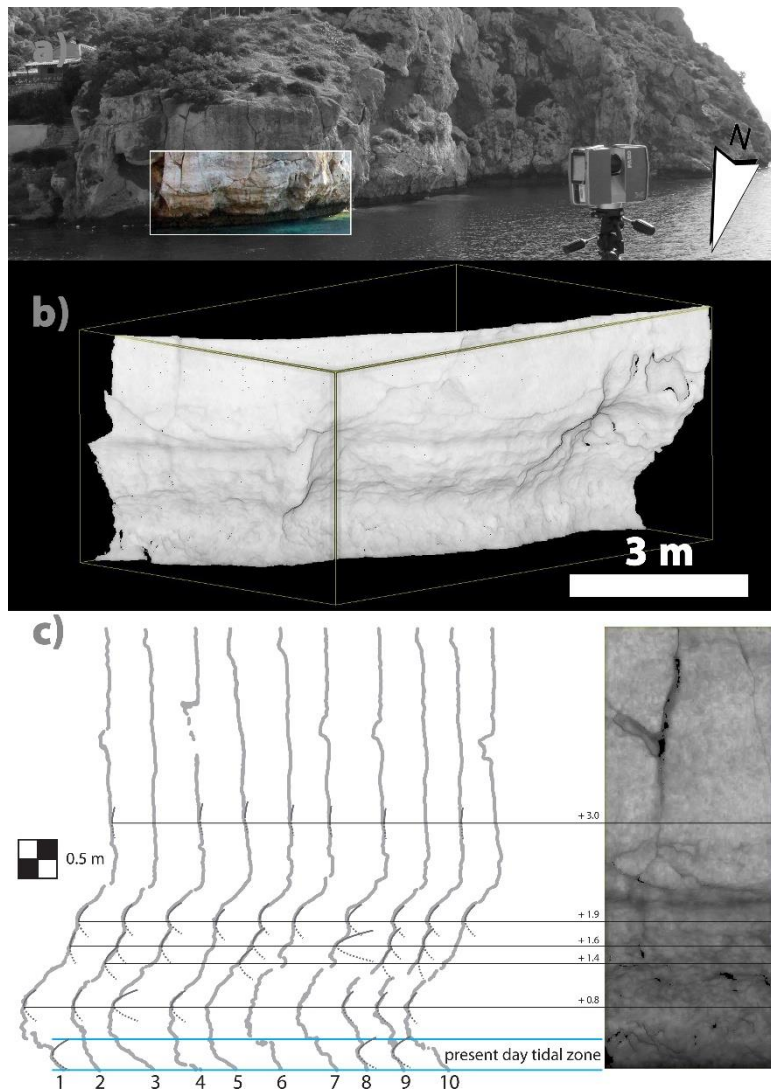 a)
N
b)
3 m
c)
+ 3.0
0.5 m
+ 1.9
+ 1.6
+ 1.4
+ 0.8
present day tidal zone
1 2 3 4 5 6 7 8 9 10